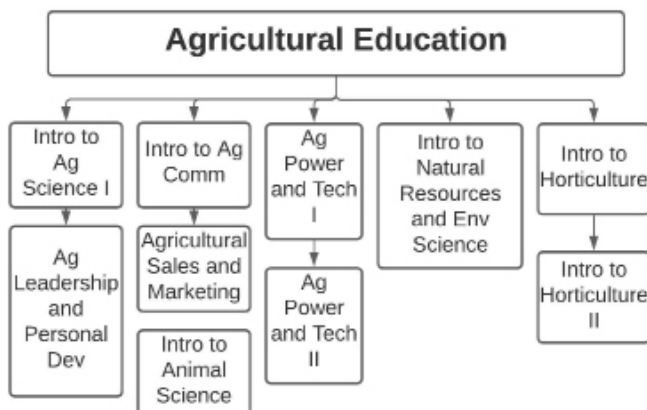 Agricultural Education
Intro to
Ag
Science I
Intro to Ag
Comm
Ag
Power
and Tech
I
Intro to
Natural
Resources
and Env
Science
Intro to
Horticulture
Ag
Leadership
and
Personal
Dev
Agricultural
Sales and
Marketing
Ag
Power
and Tech
II
Intro to
Horticulture
II
Intro to
Animal
Science